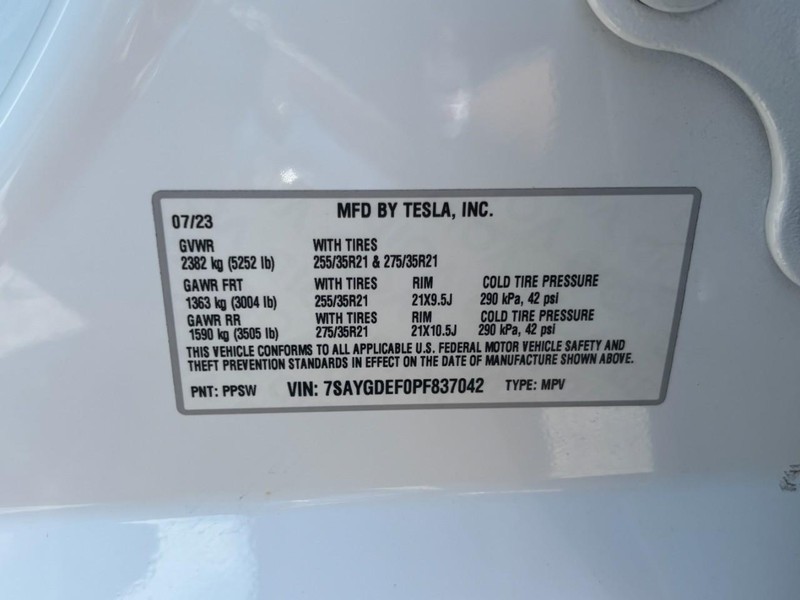 07/23 MFD BY TESLA, INC.
GVWR WITH TIRES
2382 kg (5252 lb) 255/35R21 & 275/35R21
GAWR FRT WITH TIRES RIM COLD TIRE PRESSURE
1363 kg (3004 lb) 255/35R21 21X9.5J 290 kPa, 42 psi
GAWR RR WITH TIRES RIM COLD TIRE PRESSURE
1590 kg (3505 lb) 275/35R21 21X10.5J 290 kPa, 42 psi
THIS VEHICLE CONFORMS TO ALL APPLICABLE U.S. FEDERAL MOTOR VEHICLE SAFETY AND
THEFT PREVENTION STANDARDS IN EFFECT ON THE DATE OF MANUFACTURE SHOWN ABOVE.
PNT: PPSW VIN: 7SAYGDEF0PF837042 TYPE: MPV